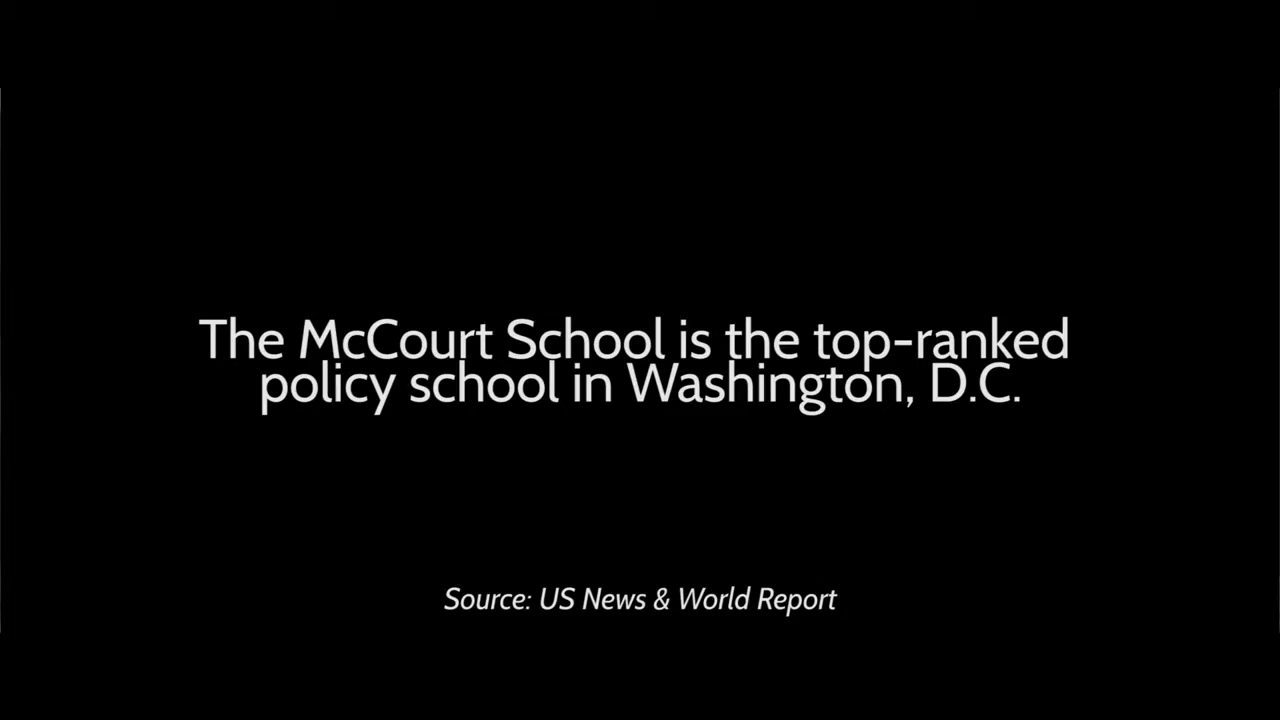 The McCourt School is the top-ranked
policy school in Washington, D.C.
Source: US News & World Report